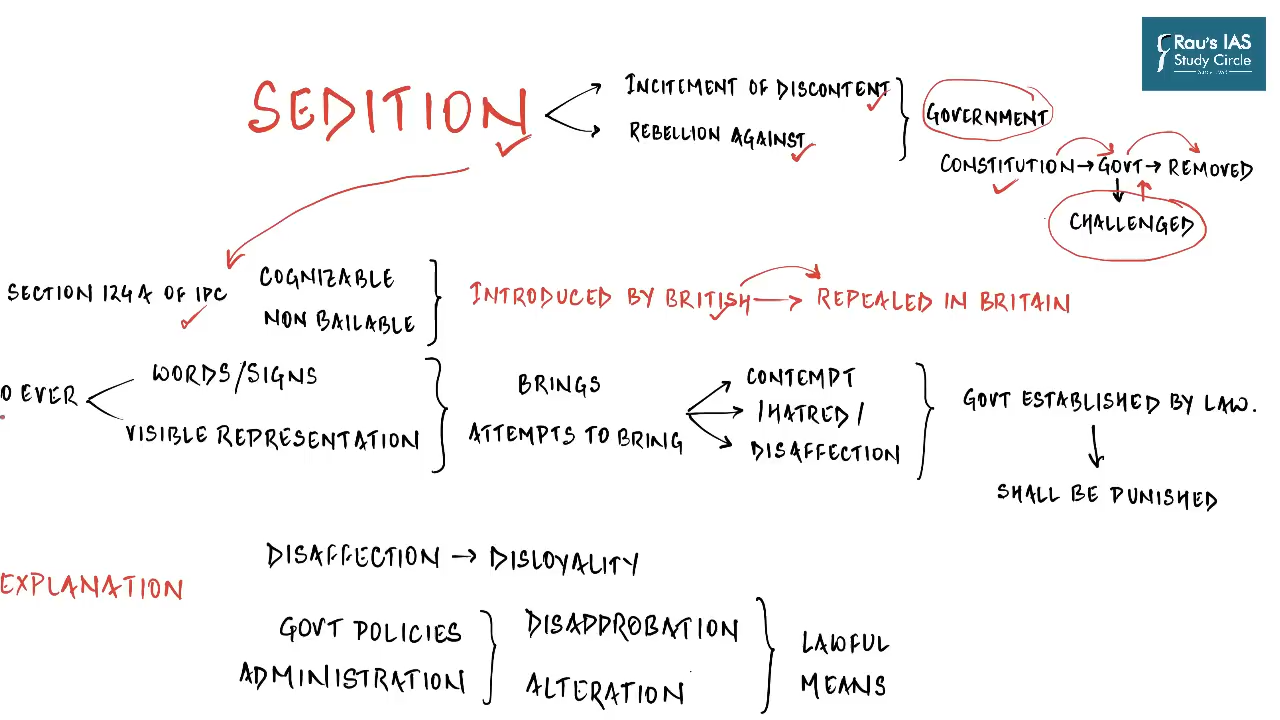 Rau's IAS
Study Circle
SEDITION
INCITEMENT OF DISCONTENT
REBELLION AGAINST
GOVERNMENT
CONSTITUTION → GOVT → REMOVED
CHALLENGED
SECTION 124A OF IPC
COGNIZABLE
NON BAILABLE
INTRODUCED BY BRITISH → REPEALED IN BRITAIN
O EVER
WORDS/SIGNS
VISIBLE REPRESENTATION
BRINGS
ATTEMPTS TO BRING
CONTEMPT
/HATRED/
DISAFFECTION
GOVT ESTABLISHED BY LAW.
SHALL BE PUNISHED
EXPLANATION
DISAFFECTION → DISLOYALITY
GOVT POLICIES
ADMINISTRATION
DISAPPROBATION
ALTERATION
LAWFUL
MEANS